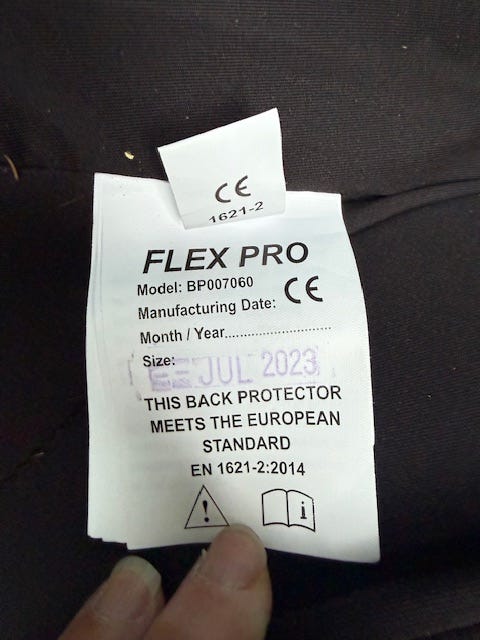 CE
1621-2
FLEX PRO
Model: BP007060
CE
Manufacturing Date:
Month / Year...........................
Size:
JUL 2023
THIS BACK PROTECTOR
MEETS THE EUROPEAN
STANDARD
EN 1621-2:2014
! i